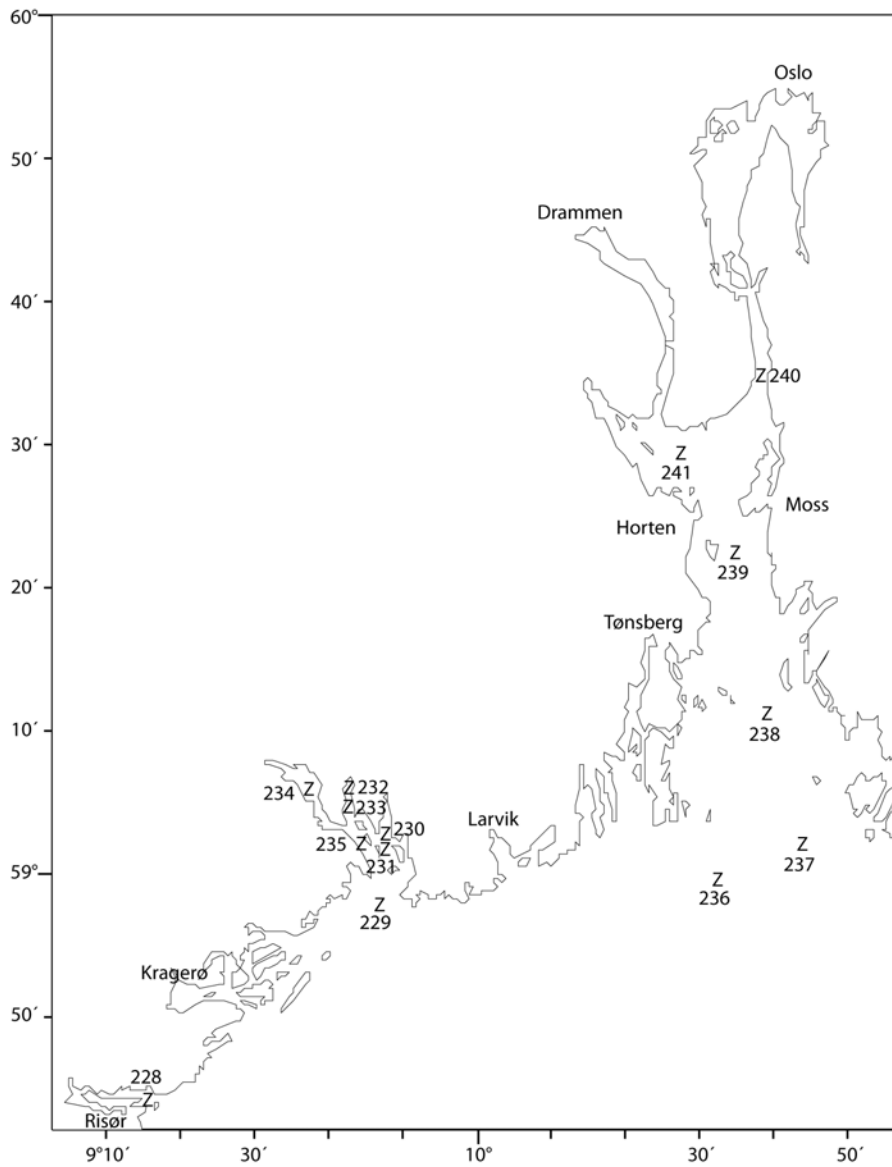 60°
Oslo
50´
Drammen
40´
Z 240
30´
Z
241
Moss
Horten
Z
239
20´
Tønsberg
Z
238
10´
234 Z
Z 232
Z 233
Z 230
Larvik
235 Z
Z
231
Z
237
59°
Z
236
Z
229
Kragerø
50´
228
Z
Risør
9°10´
30´
10°
30´
50´